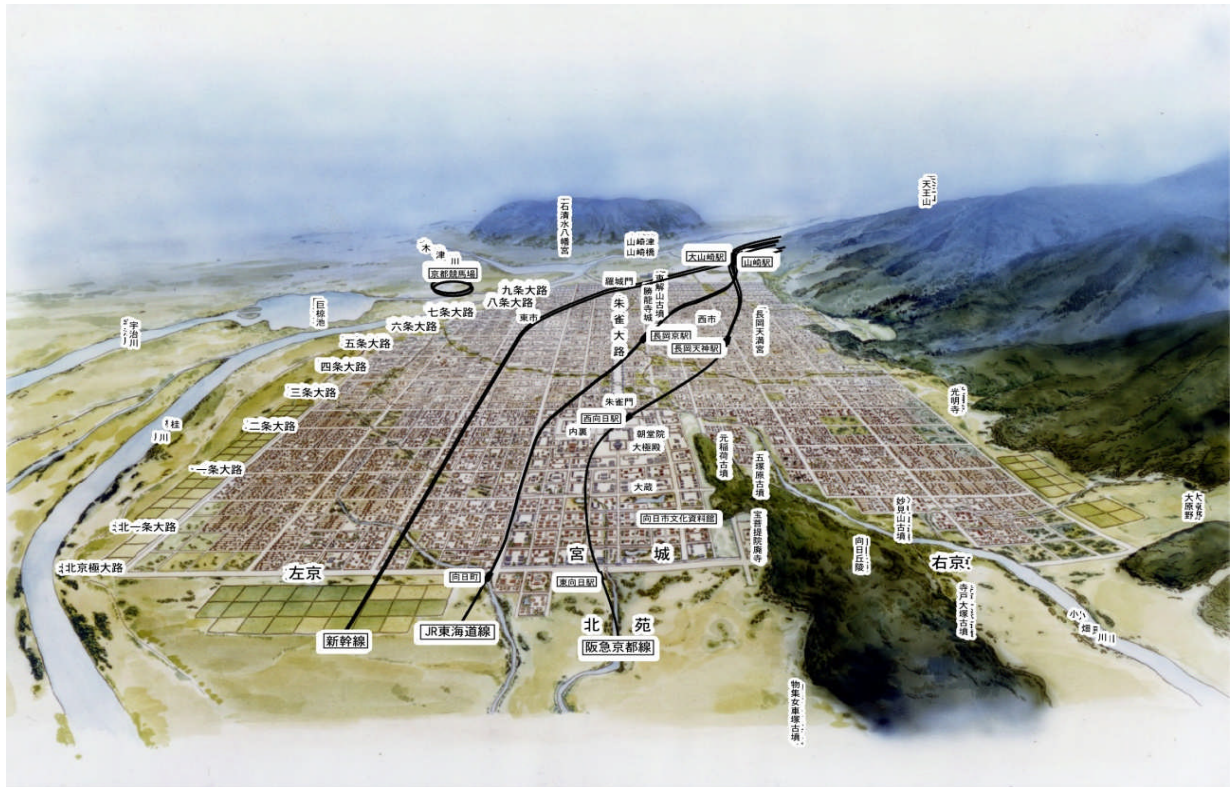 天王山
石清水八幡宮
木津川
京都競馬場
山崎津
山崎橋
大山崎駅
山崎駅
宇治川
巨椋池
九条大路
八条大路
七条大路
六条大路
五条大路
四条大路
三条大路
二条大路
一条大路
北一条大路
北京極大路
東市
羅城門
朱雀大路
勝龍寺城
恵解山古墳
西市
長岡京駅
長岡天神駅
長岡天満宮
光明寺
桂川
朱雀門
西向日駅
内裏
朝堂院
大極殿
大蔵
向日市文化資料館
元稲荷古墳
五塚原古墳
宝菩提院廃寺
妙見山古墳
向日丘陵
大原野
宮城
左京
右京
向日町
東向日駅
寺戸大塚古墳
小畑川
北苑
新幹線
JR東海道線
阪急京都線
物集女車塚古墳